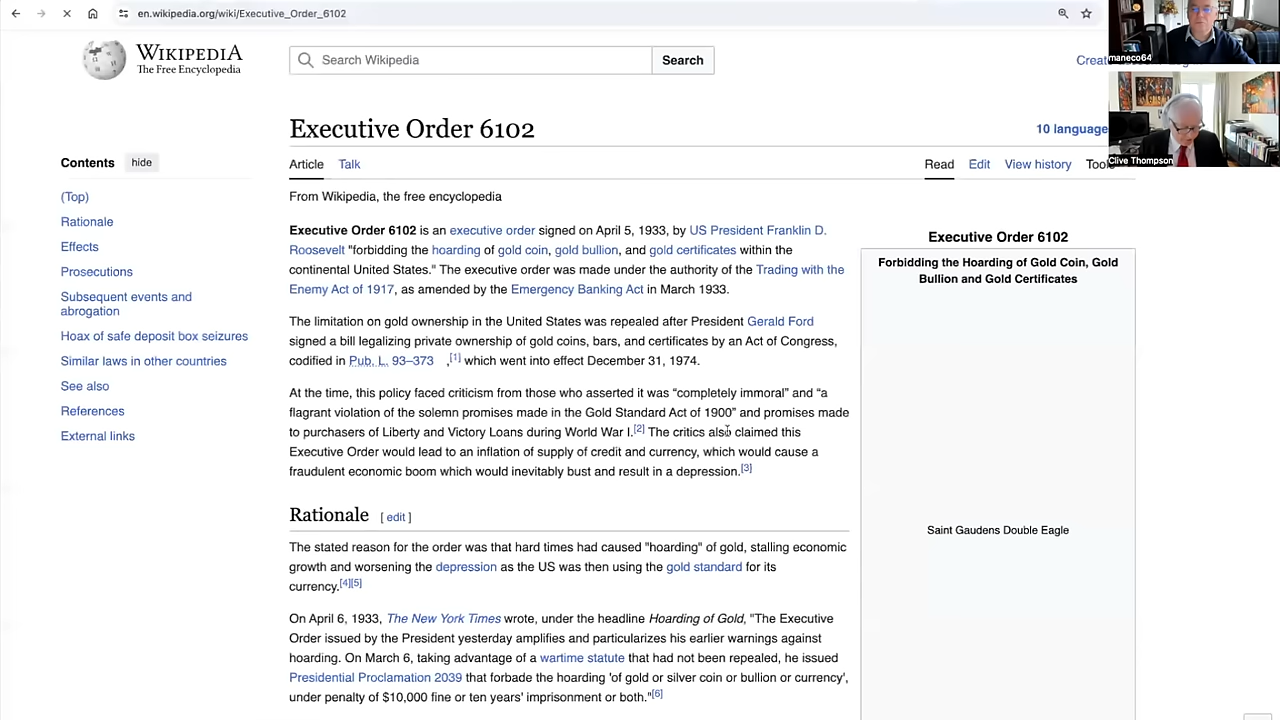 en.wikipedia.org/wiki/Executive_Order_6102
maneco64
WIKIPEDIA
The Free Encyclopedia
Search Wikipedia
Search
Clive Thompson
Executive Order 6102
10 language
Contents
hide
Article
Talk
Read
Edit
View history
(Top)
From Wikipedia, the free encyclopedia
Rationale
Effects
Prosecutions
Subsequent events and
abrogation
Hoax of safe deposit box seizures
Similar laws in other countries
See also
References
External links
Executive Order 6102 is an executive order signed on April 5, 1933, by US President Franklin D.
Roosevelt "forbidding the hoarding of gold coin, gold bullion, and gold certificates within the
continental United States." The executive order was made under the authority of the Trading with the
Enemy Act of 1917, as amended by the Emergency Banking Act in March 1933.
The limitation on gold ownership in the United States was repealed after President Gerald Ford
signed a bill legalizing private ownership of gold coins, bars, and certificates by an Act of Congress,
codified in Pub. L. 93–373 ,[1] which went into effect December 31, 1974.
At the time, this policy faced criticism from those who asserted it was “completely immoral” and “a
flagrant violation of the solemn promises made in the Gold Standard Act of 1900” and promises made
to purchasers of Liberty and Victory Loans during World War I.[2] The critics also claimed this
Executive Order would lead to an inflation of supply of credit and currency, which would cause a
fraudulent economic boom which would inevitably bust and result in a depression.[3]
Rationale [ edit ]
The stated reason for the order was that hard times had caused "hoarding" of gold, stalling economic
growth and worsening the depression as the US was then using the gold standard for its
currency.[4][5]
On April 6, 1933, The New York Times wrote, under the headline Hoarding of Gold, "The Executive
Order issued by the President yesterday amplifies and particularizes his earlier warnings against
hoarding. On March 6, taking advantage of a wartime statute that had not been repealed, he issued
Presidential Proclamation 2039 that forbade the hoarding 'of gold or silver coin or bullion or currency',
under penalty of $10,000 fine or ten years' imprisonment or both."[6]
Executive Order 6102
Forbidding the Hoarding of Gold Coin, Gold
Bullion and Gold Certificates
Saint Gaudens Double Eagle